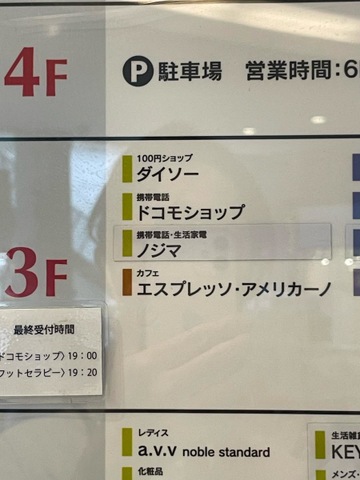 4F
P 駐車場 営業時間:6
3F
100円ショップ
ダイソー
携帯電話
ドコモショップ
携帯電話・生活家電
ノジマ
カフェ
エスプレッソ・アメリカーノ
最終受付時間
ドコモショップ〉19:00
フットセラピー〉19:20
レディス
a.v.v noble standard
化粧品
生活雑
KEY
メンズ・